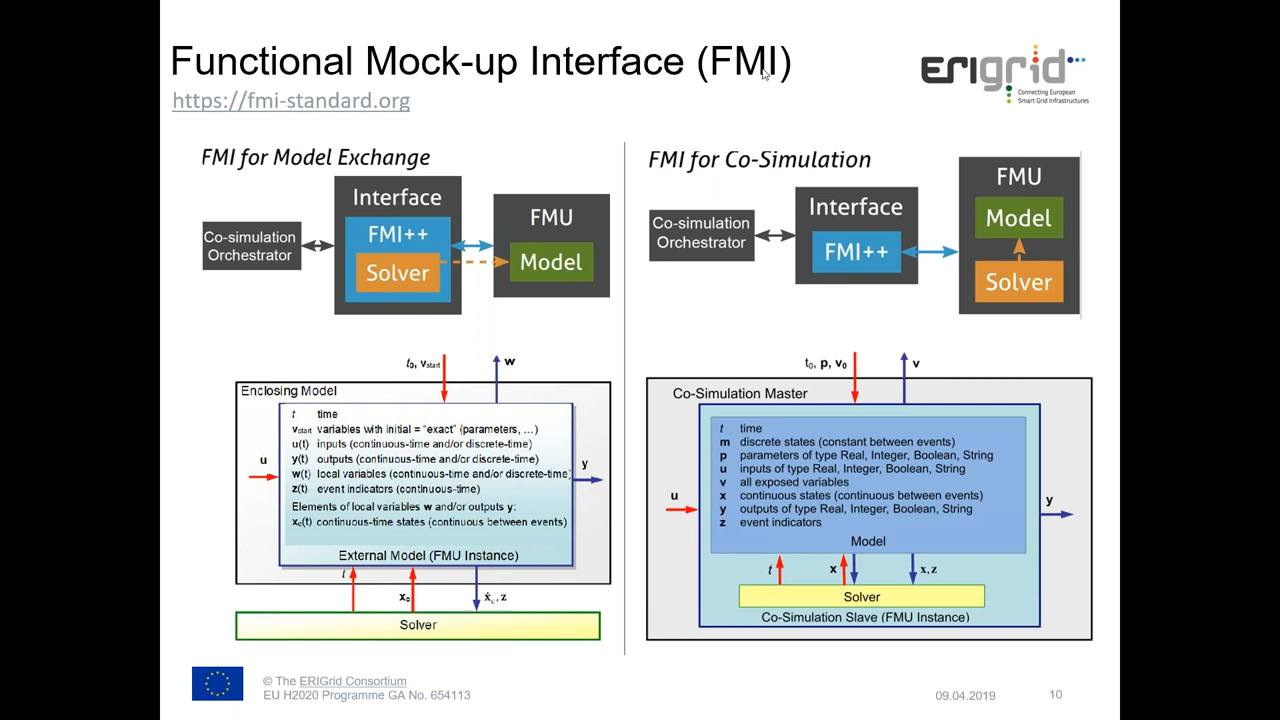 Functional Mock-up Interface (FMI)
https://fmi-standard.org
ERIgrid
Connecting European
Smart Grid Infrastructures
FMI for Model Exchange
Co-simulation
Orchestrator
Interface
FMI++
Solver
FMU
Model
t0, vstart
w
Enclosing Model
t time
vstart variables with initial = "exact" (parameters, ...)
u(t) inputs (continuous-time and/or discrete-time)
y(t) outputs (continuous-time and/or discrete-time)
w(t) local variables (continuous-time and/or discrete-time)
z(t) event indicators (continuous-time)
Elements of local variables w and/or outputs y:
xc(t) continuous-time states (continuous between events)
External Model (FMU Instance)
u
y
t
xc
ẋc, z
Solver
FMI for Co-Simulation
Co-simulation
Orchestrator
Interface
FMI++
FMU
Model
Solver
t0, p, v0
v
Co-Simulation Master
t time
m discrete states (constant between events)
p parameters of type Real, Integer, Boolean, String
u inputs of type Real, Integer, Boolean, String
v all exposed variables
x continuous states (continuous between events)
y outputs of type Real, Integer, Boolean, String
z event indicators
Model
u
y
t
x
x, z
Solver
Co-Simulation Slave (FMU Instance)
© The ERIGrid Consortium
EU H2020 Programme GA No. 654113
09.04.2019
10